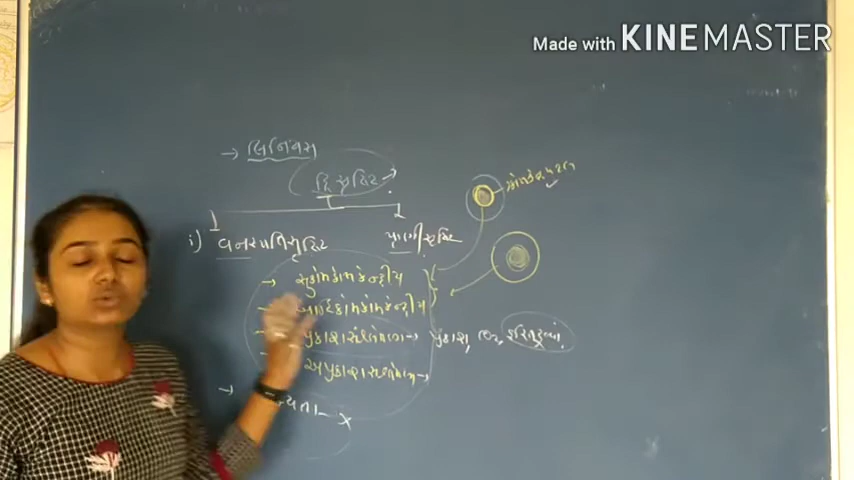 Made with KINEMASTER
→ લિનિયસ
દ્વિસૃષ્ટિ
કોષકેન્દ્રપટલ
i) વનસ્પતિસૃષ્ટિ પ્રાણીસૃષ્ટિ
→ સુકોષકેન્દ્રીય
આદિકોષકેન્દ્રીય
પ્રકાશસંશ્લેષણ → પ્રકાશ, હરિતદ્રવ્યો
અપ્રકાશસંશ્લેષણ →
→